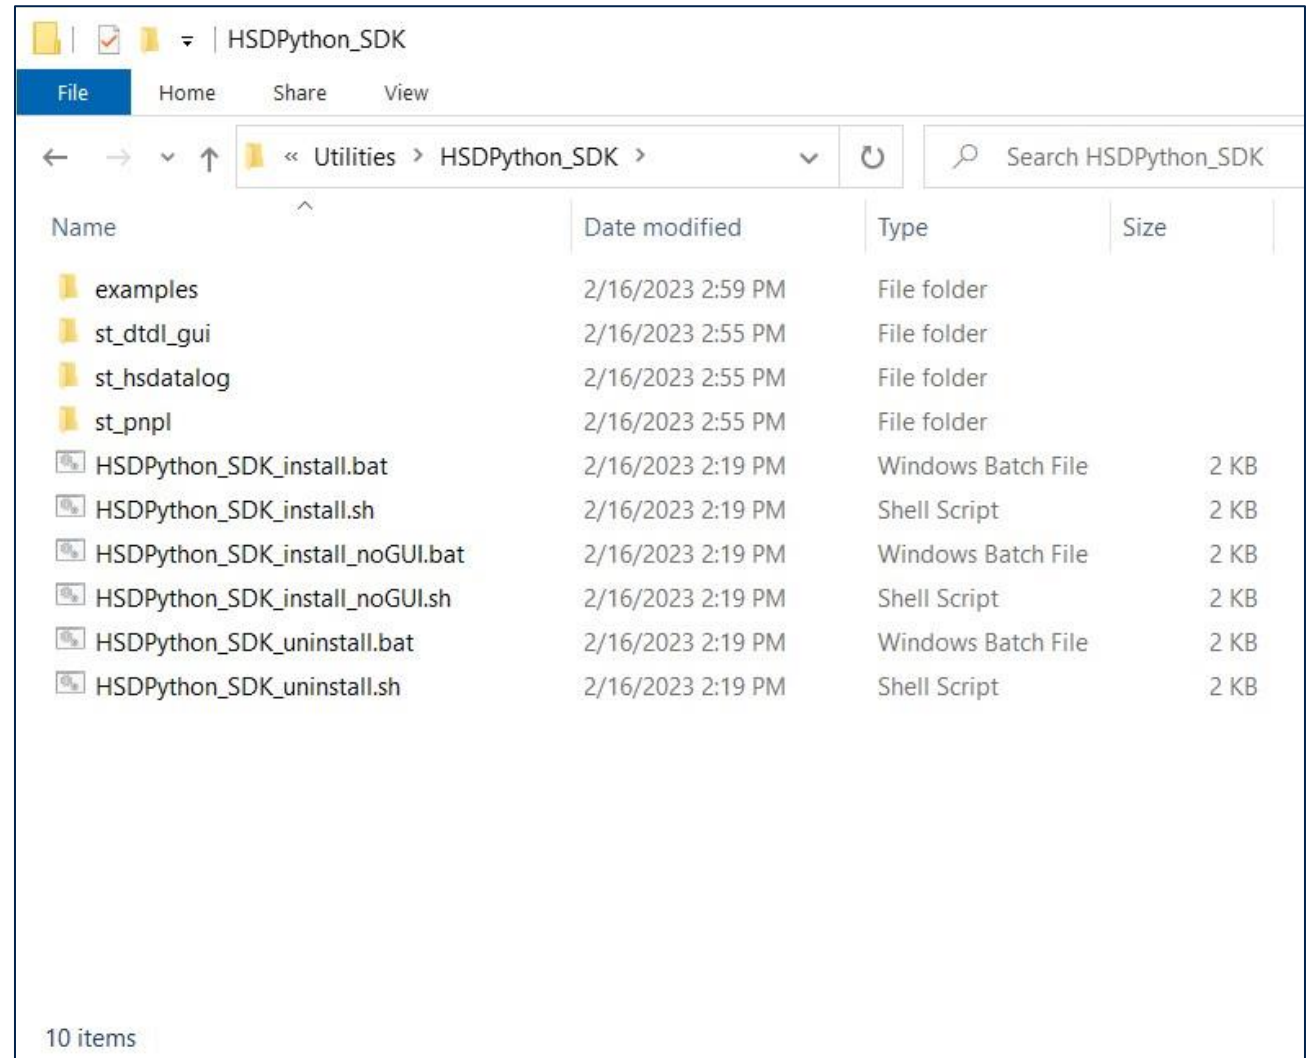 HSDPython_SDK
File Home Share View
« Utilities > HSDPython_SDK > Search HSDPython_SDK
Name Date modified Type Size
examples 2/16/2023 2:59 PM File folder
st_dtdl_gui 2/16/2023 2:55 PM File folder
st_hsdatalog 2/16/2023 2:55 PM File folder
st_pnpl 2/16/2023 2:55 PM File folder
HSDPython_SDK_install.bat 2/16/2023 2:19 PM Windows Batch File 2 KB
HSDPython_SDK_install.sh 2/16/2023 2:19 PM Shell Script 2 KB
HSDPython_SDK_install_noGUI.bat 2/16/2023 2:19 PM Windows Batch File 2 KB
HSDPython_SDK_install_noGUI.sh 2/16/2023 2:19 PM Shell Script 2 KB
HSDPython_SDK_uninstall.bat 2/16/2023 2:19 PM Windows Batch File 2 KB
HSDPython_SDK_uninstall.sh 2/16/2023 2:19 PM Shell Script 2 KB
10 items